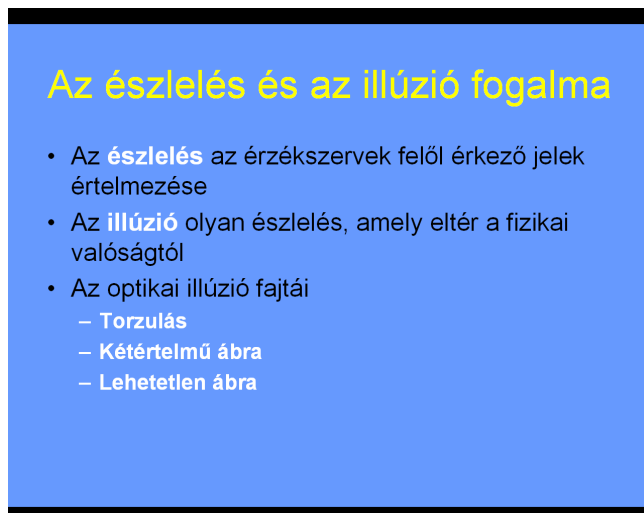 Az észlelés és az illúzió fogalma
• Az észlelés az érzékszervek felől érkező jelek
értelmezése
• Az illúzió olyan észlelés, amely eltér a fizikai
valóságtól
• Az optikai illúzió fajtái
– Torzulás
– Kétértelmű ábra
– Lehetetlen ábra